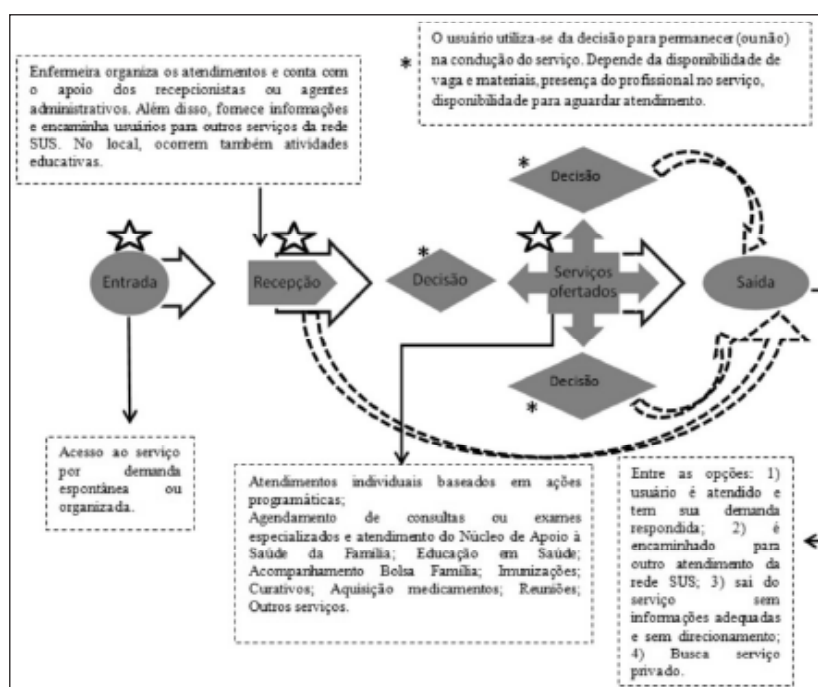 Enfermeira organiza os atendimentos e conta com
o apoio dos recepcionistas ou agentes
administrativos. Além disso, fornece informações
e encaminha usuários para outros serviços da rede
SUS. No local, ocorrem também atividades
educativas.
O usuário utiliza-se da decisão para permanecer (ou não)
* na condução do serviço. Depende da disponibilidade de
vaga e materiais, presença do profissional no serviço,
disponibilidade para aguardar atendimento.
* Decisão
Entrada
Recepção
* Decisão
Serviços
ofertados
Saída
Decisão
*
Acesso ao serviço
por demanda
espontânea ou
organizada.
Atendimentos individuais baseados em ações
programáticas;
Agendamento de consultas ou exames
especializados e atendimento do Núcleo de Apoio à
Saúde da Família; Educação em Saúde;
Acompanhamento Bolsa Família; Imunizações;
Curativos; Aquisição medicamentos; Reuniões;
Outros serviços.
Entre as opções: 1)
usuário é atendido e
tem sua demanda
respondida; 2) é
encaminhado para
outro atendimento da
rede SUS; 3) sai do
serviço sem
informações adequadas
e sem direcionamento;
4) Busca serviço
privado.